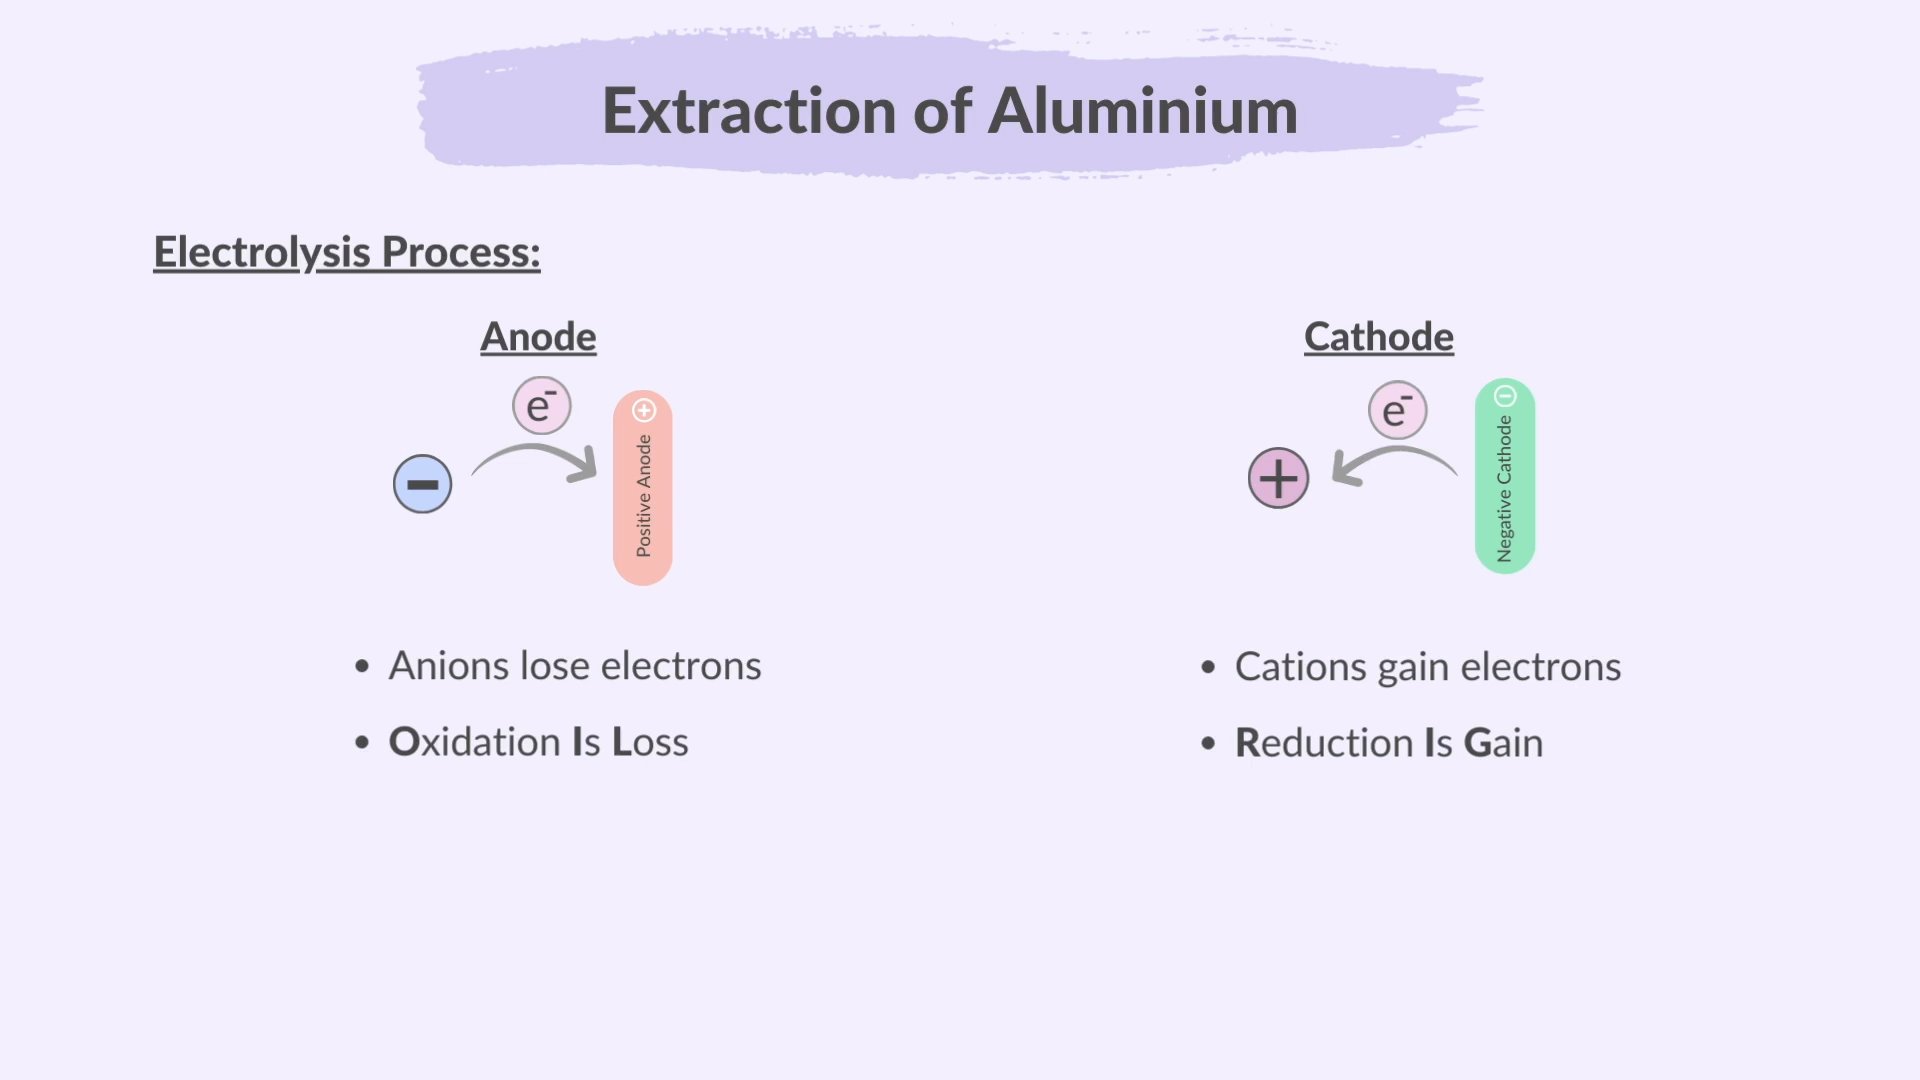 Extraction of Aluminium
Electrolysis Process:
Anode
e⁻
+
Positive Anode
−
• Anions lose electrons
• Oxidation Is Loss
Cathode
e⁻
−
Negative Cathode
+
• Cations gain electrons
• Reduction Is Gain